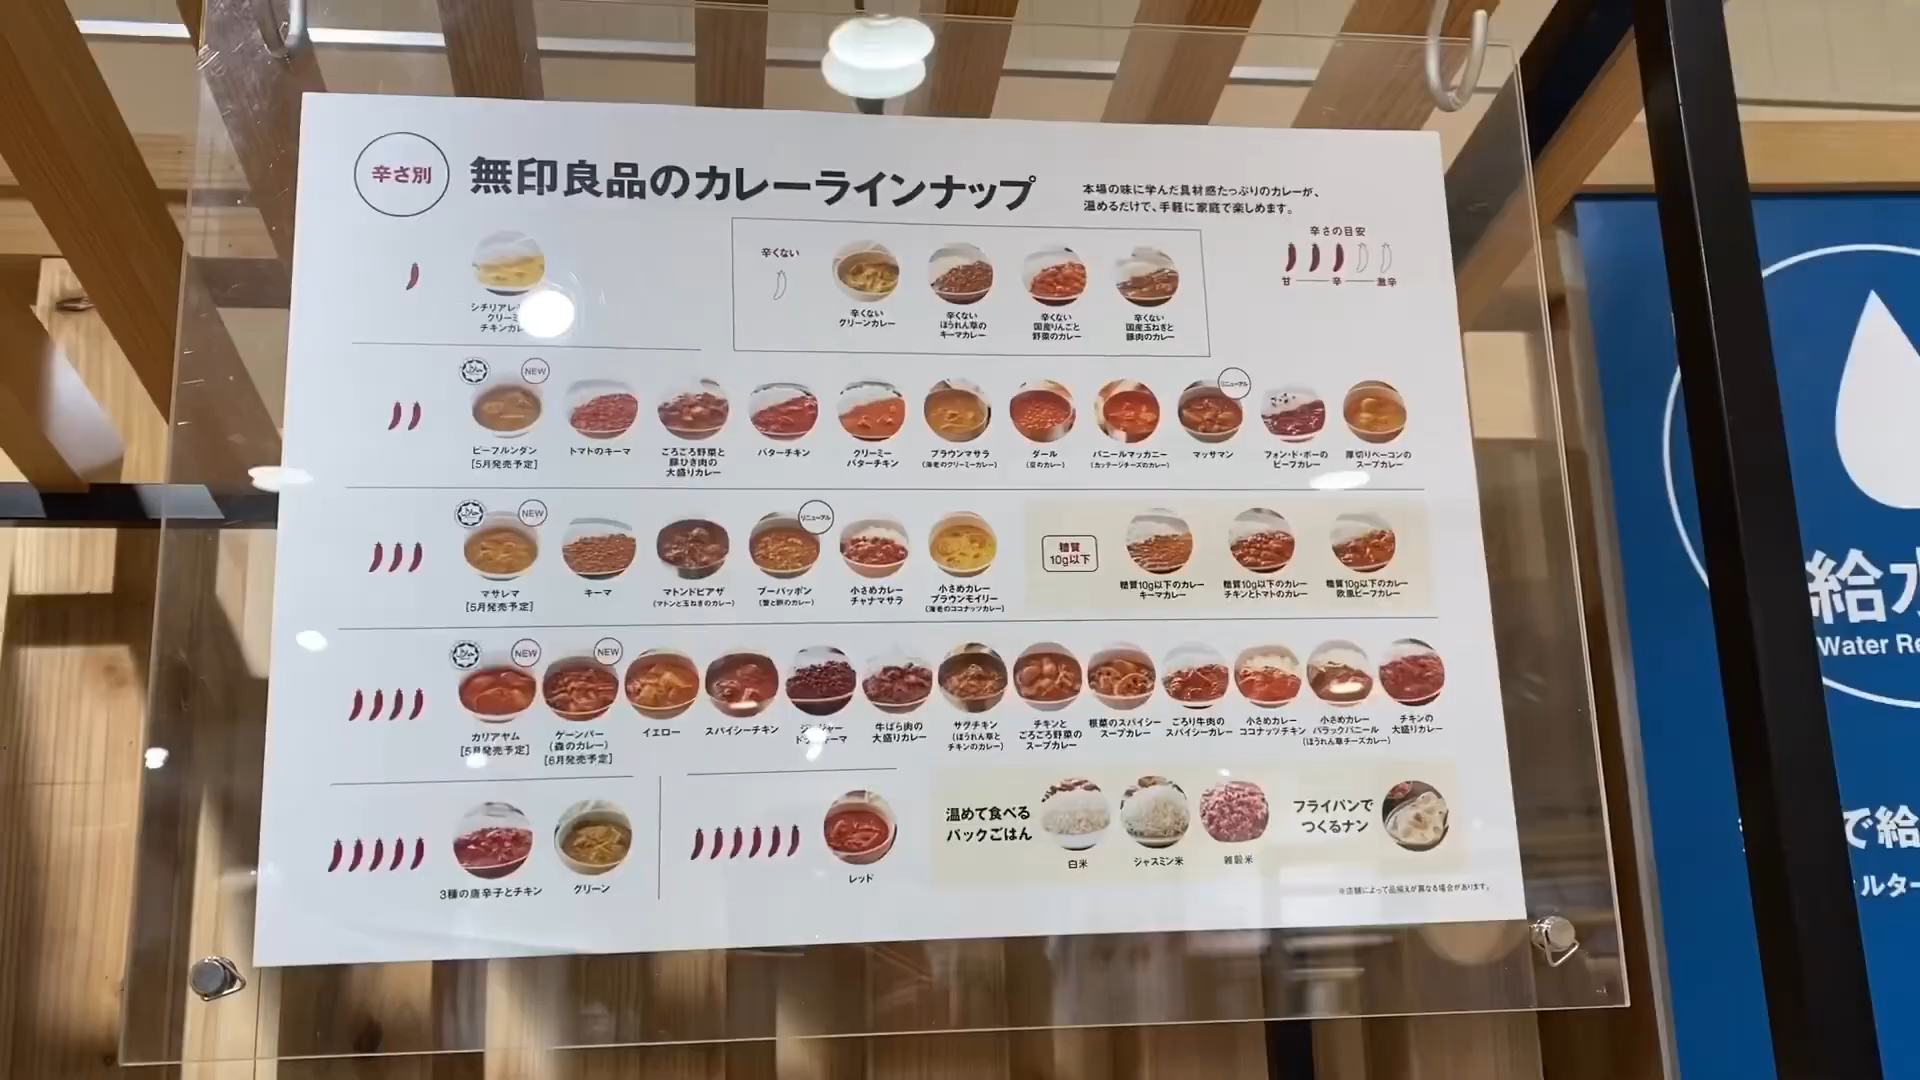 辛さ別
無印良品のカレーラインナップ
本場の味に学んだ具材感たっぷりのカレーが、
温めるだけで、手軽に家庭で楽しめます。
辛さの目安
甘 辛 激辛
シチリアレ
クリーミ
チキンカレ
辛くない
辛くない
グリーンカレー
辛くない
ほうれん草の
キーマカレー
辛くない
国産りんごと
野菜のカレー
辛くない
国産玉ねぎと
豚肉のカレー
NEW
ビーフルンダン
[5月発売予定]
トマトのキーマ
ごろごろ野菜と
豚ひき肉の
大盛りカレー
バターチキン
クリーミー
バターチキン
ブラウンマサラ
(海老のクリーミーカレー)
ダール
(豆のカレー)
パニールマッカニー
(カッテージチーズのカレー)
リニューアル
マッサマン
フォン・ド・ボーの
ビーフカレー
厚切りベーコンの
スープカレー
NEW
マサレマ
[5月発売予定]
キーマ
マトンドピアザ
(マトンと玉ねぎのカレー)
リニューアル
プーパッポン
(蟹と卵のカレー)
小さめカレー
チャナマサラ
小さめカレー
プラウンモイリー
(海老のココナッツカレー)
糖質
10g以下
糖質10g以下のカレー
キーマカレー
糖質10g以下のカレー
チキンとトマトのカレー
糖質10g以下のカレー
欧風ビーフカレー
NEW
カリアヤム
[5月発売予定]
NEW
ゲーンパー
(森のカレー)
[6月発売予定]
イエロー
スパイシーチキン
ジンジャー
ドライキーマ
牛ばら肉の
大盛りカレー
サグチキン
(ほうれん草と
チキンのカレー)
チキンと
ごろごろ野菜の
スープカレー
根菜のスパイシー
スープカレー
ごろり牛肉の
スパイシーカレー
小さめカレー
ココナッツチキン
小さめカレー
パラックパニール
(ほうれん草チーズカレー)
チキンの
大盛りカレー
3種の唐辛子とチキン
グリーン
レッド
温めて食べる
パックごはん
白米
ジャスミン米
雑穀米
フライパンで
つくるナン
※店舗によって品揃えが異なる場合があります。
給水
Water Re
で給
ルター